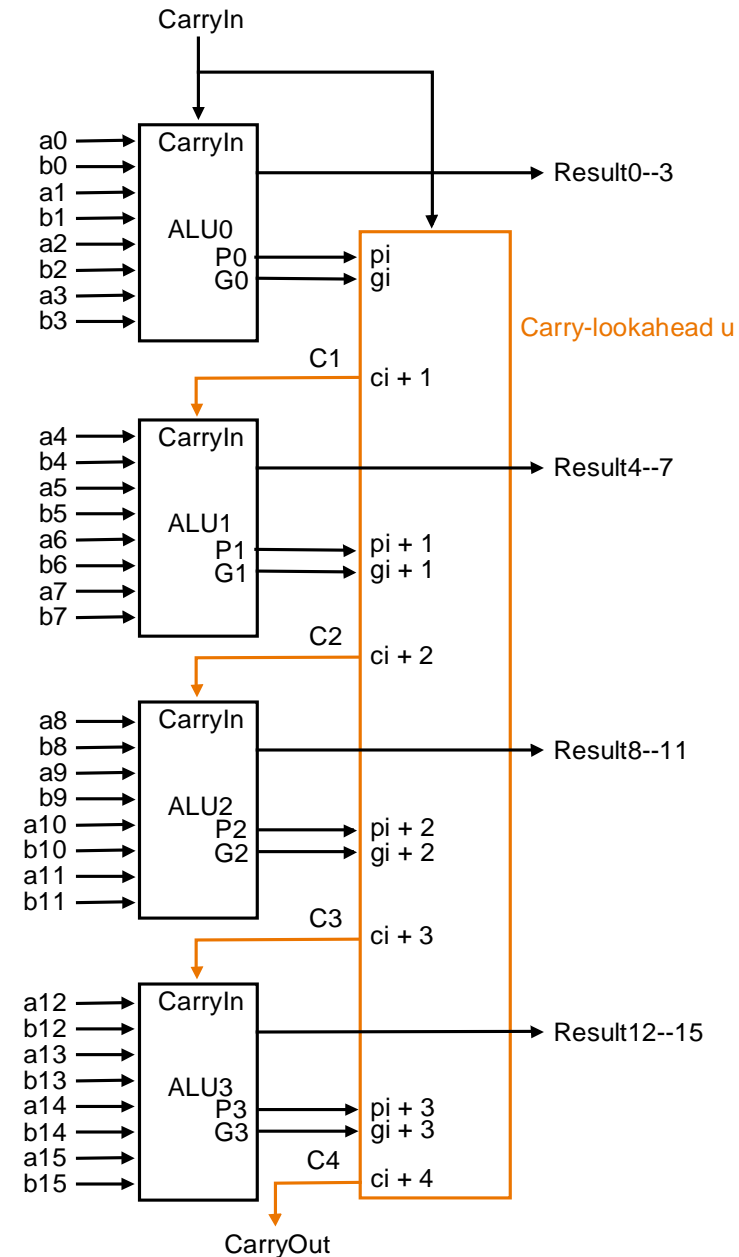 CarryIn
a0
b0
a1
b1
a2
b2
a3
b3
CarryIn
ALU0
P0
G0
pi
gi
Result0--3
Carry-lookahead u
C1
ci + 1
a4
b4
a5
b5
a6
b6
a7
b7
CarryIn
ALU1
P1
G1
pi + 1
gi + 1
Result4--7
C2
ci + 2
a8
b8
a9
b9
a10
b10
a11
b11
CarryIn
ALU2
P2
G2
pi + 2
gi + 2
Result8--11
C3
ci + 3
a12
b12
a13
b13
a14
b14
a15
b15
CarryIn
ALU3
P3
G3
pi + 3
gi + 3
Result12--15
C4
ci + 4
CarryOut